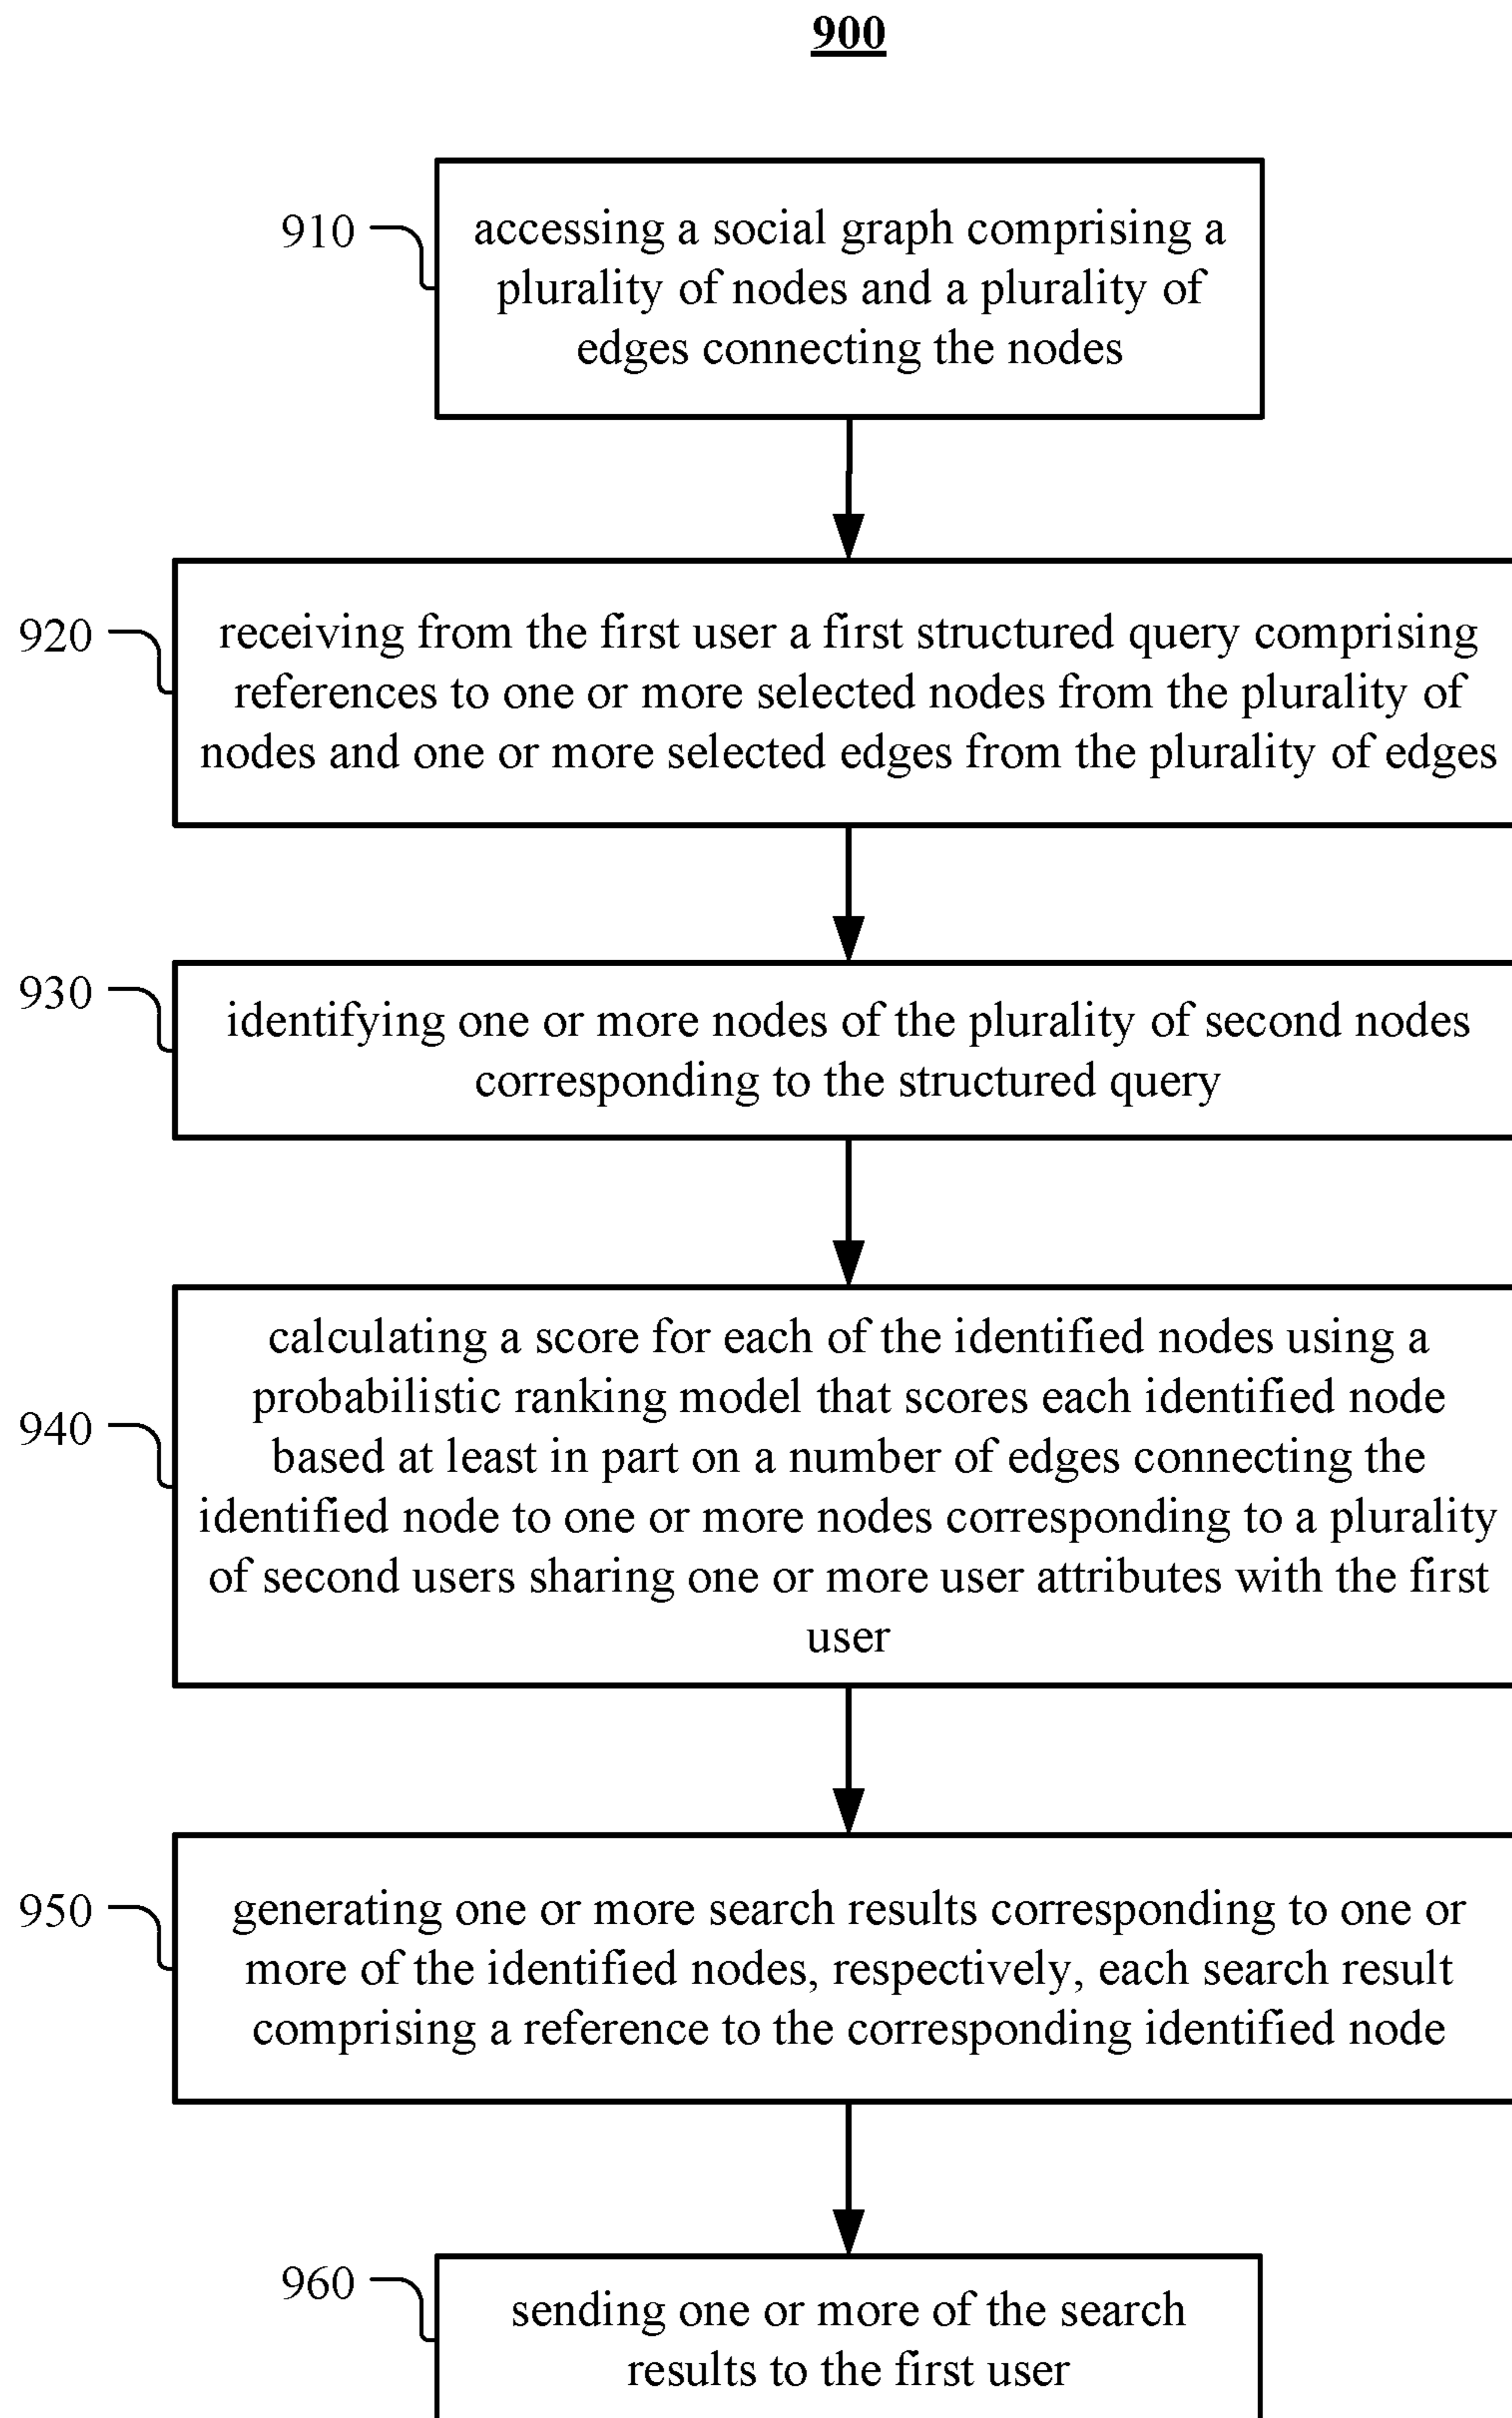 900
910
accessing a social graph comprising a
plurality of nodes and a plurality of
edges connecting the nodes
920
receiving from the first user a first structured query comprising
references to one or more selected nodes from the plurality of
nodes and one or more selected edges from the plurality of edges
930
identifying one or more nodes of the plurality of second nodes
corresponding to the structured query
940
calculating a score for each of the identified nodes using a
probabilistic ranking model that scores each identified node
based at least in part on a number of edges connecting the
identified node to one or more nodes corresponding to a plurality
of second users sharing one or more user attributes with the first
user
950
generating one or more search results corresponding to one or
more of the identified nodes, respectively, each search result
comprising a reference to the corresponding identified node
960
sending one or more of the search
results to the first user